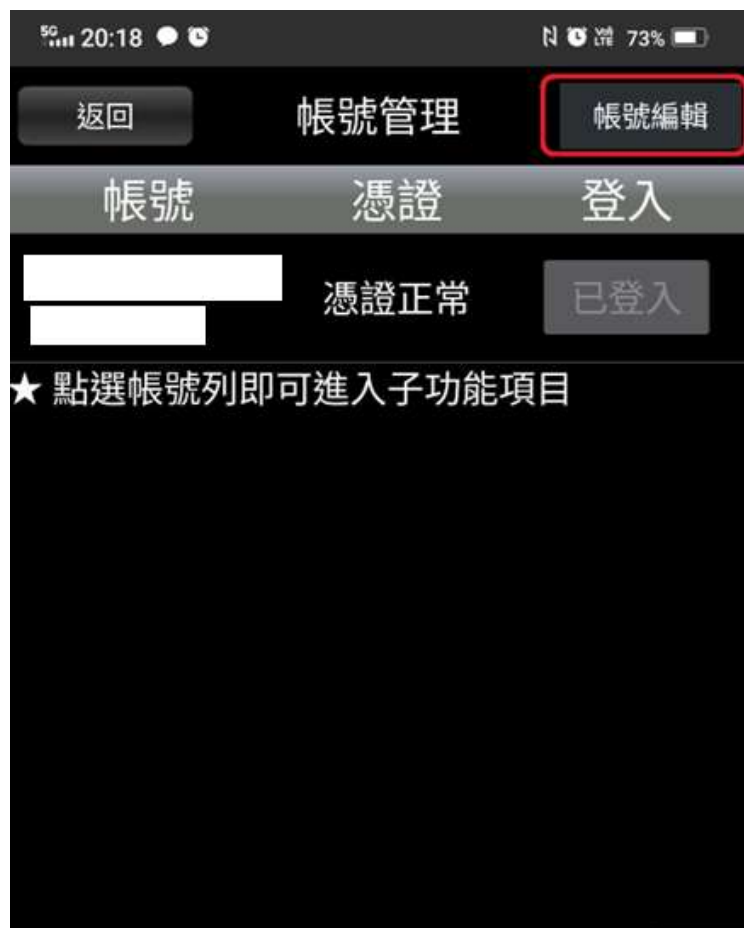 5G 20:18 VoLTE 73%
返回 帳號管理 帳號編輯
帳號 憑證 登入
憑證正常 已登入
★ 點選帳號列即可進入子功能項目